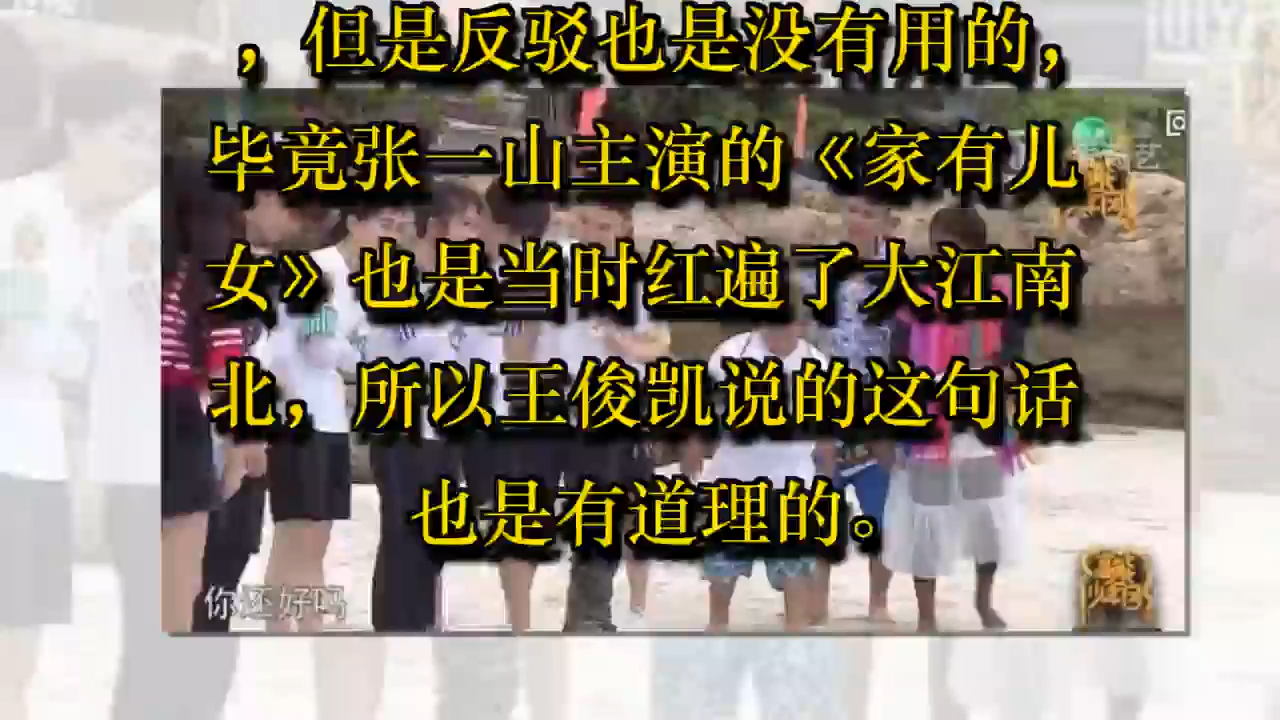 ，但是反驳也是没有用的，
毕竟张一山主演的《家有儿
女》也是当时红遍了大江南
北，所以王俊凯说的这句话
也是有道理的。
艺
你还好吗